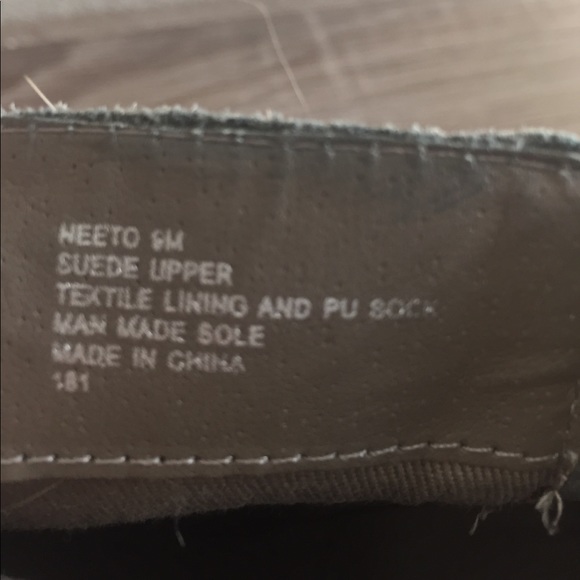 NEETO 9M
SUEDE UPPER
TEXTILE LINING AND PU SOCK
MAN MADE SOLE
MADE IN CHINA
181